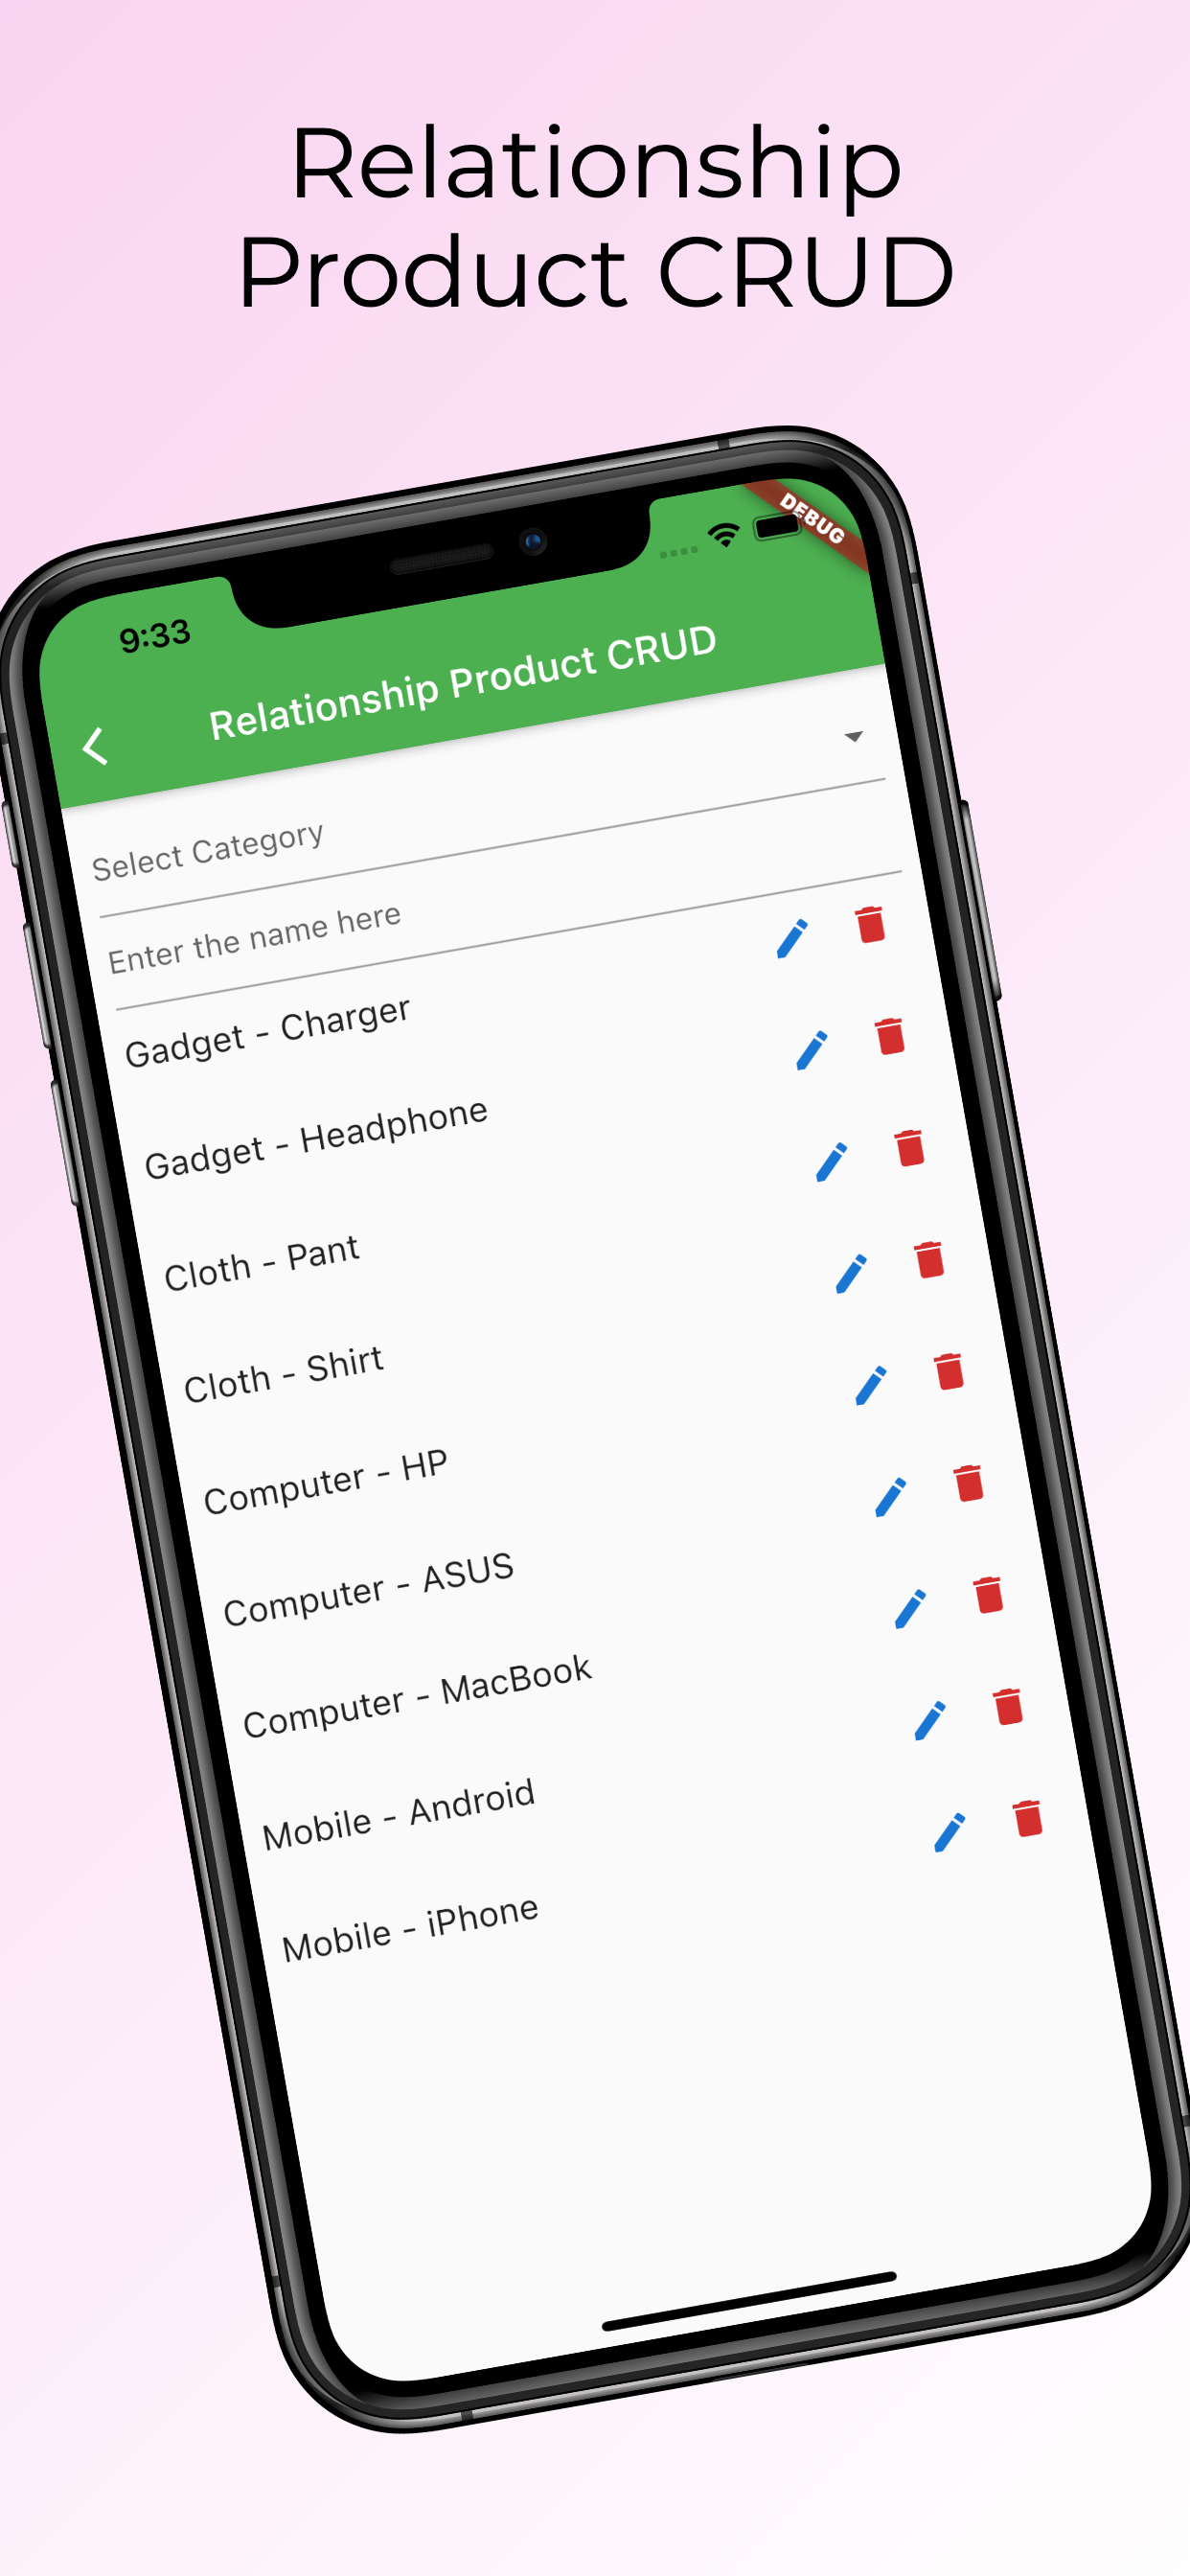 Relationship
Product CRUD
DEBUG
9:33
Relationship Product CRUD
Select Category
Enter the name here
Gadget - Charger
Gadget - Headphone
Cloth - Pant
Cloth - Shirt
Computer - HP
Computer - ASUS
Computer - MacBook
Mobile - Android
Mobile - iPhone